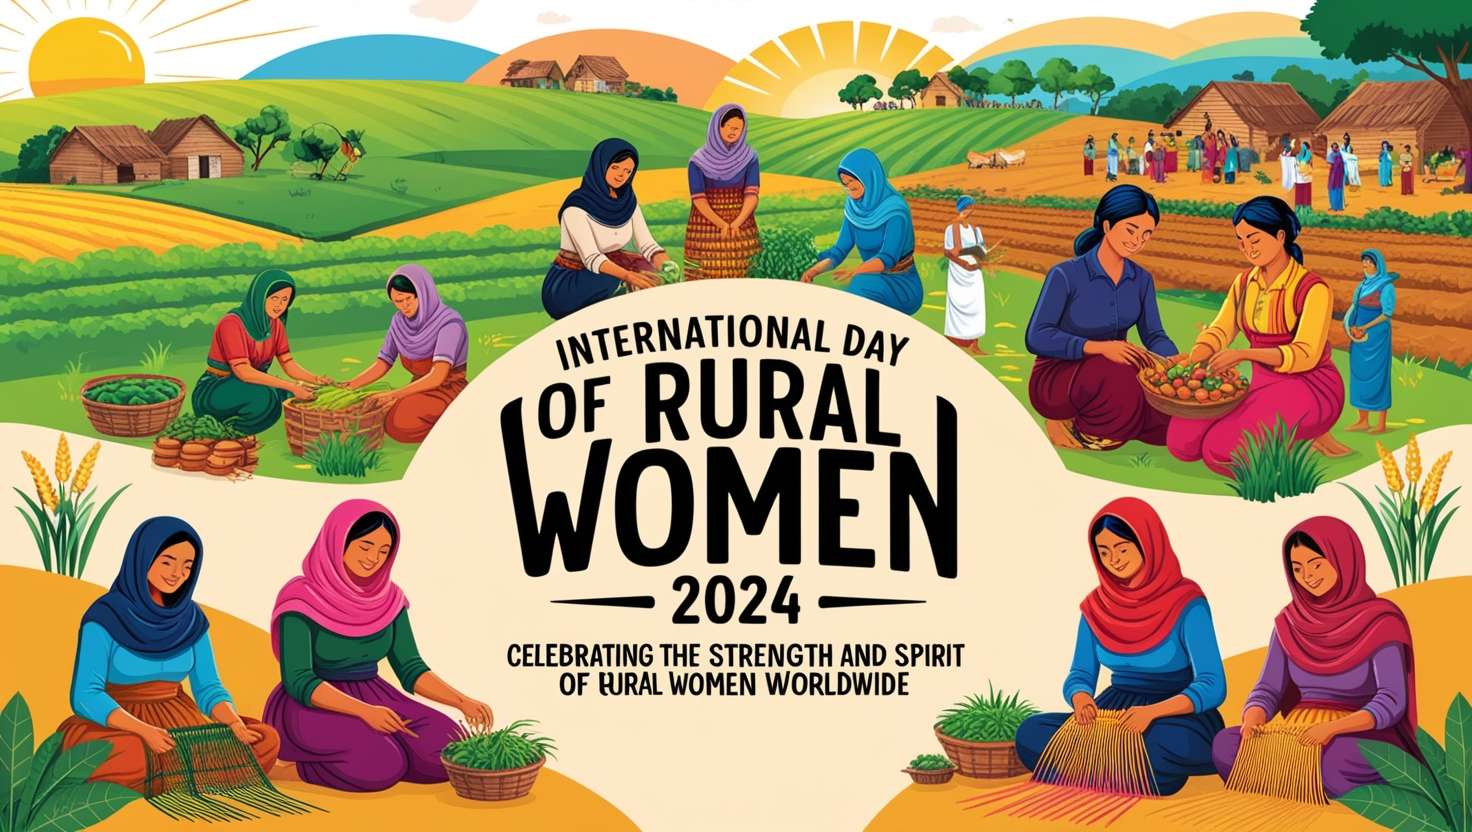 INTERNATIONAL DAY
OF RURAL
WOMEN
2024
CELEBRATING THE STRENGTH AND SPIRIT
OF RURAL WOMEN WORLDWIDE